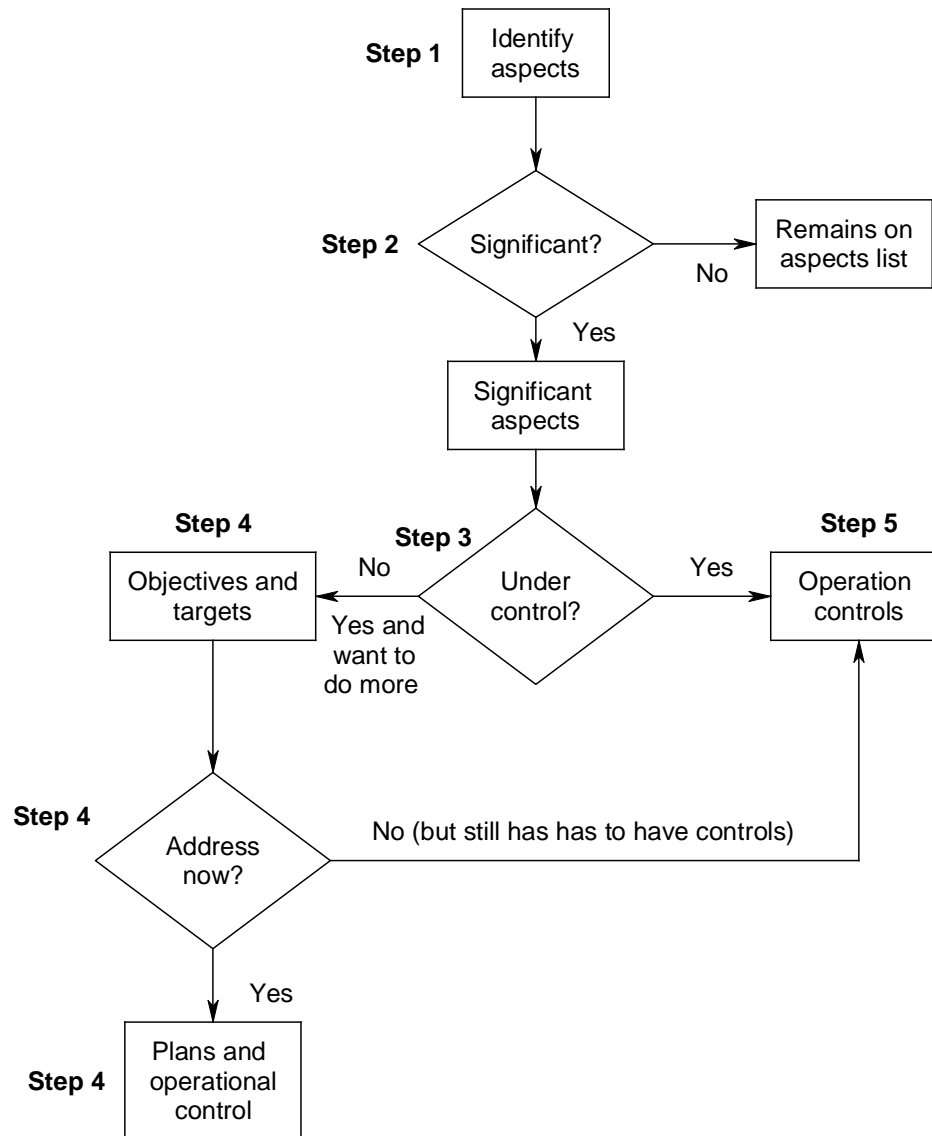 Step 1
Identify
aspects
Step 2
Significant?
No
Remains on
aspects list
Yes
Significant
aspects
Step 4
Step 3
Step 5
Objectives and
targets
No
Yes and
want to
do more
Under
control?
Yes
Operation
controls
Step 4
Address
now?
No (but still has has to have controls)
Yes
Step 4
Plans and
operational
control